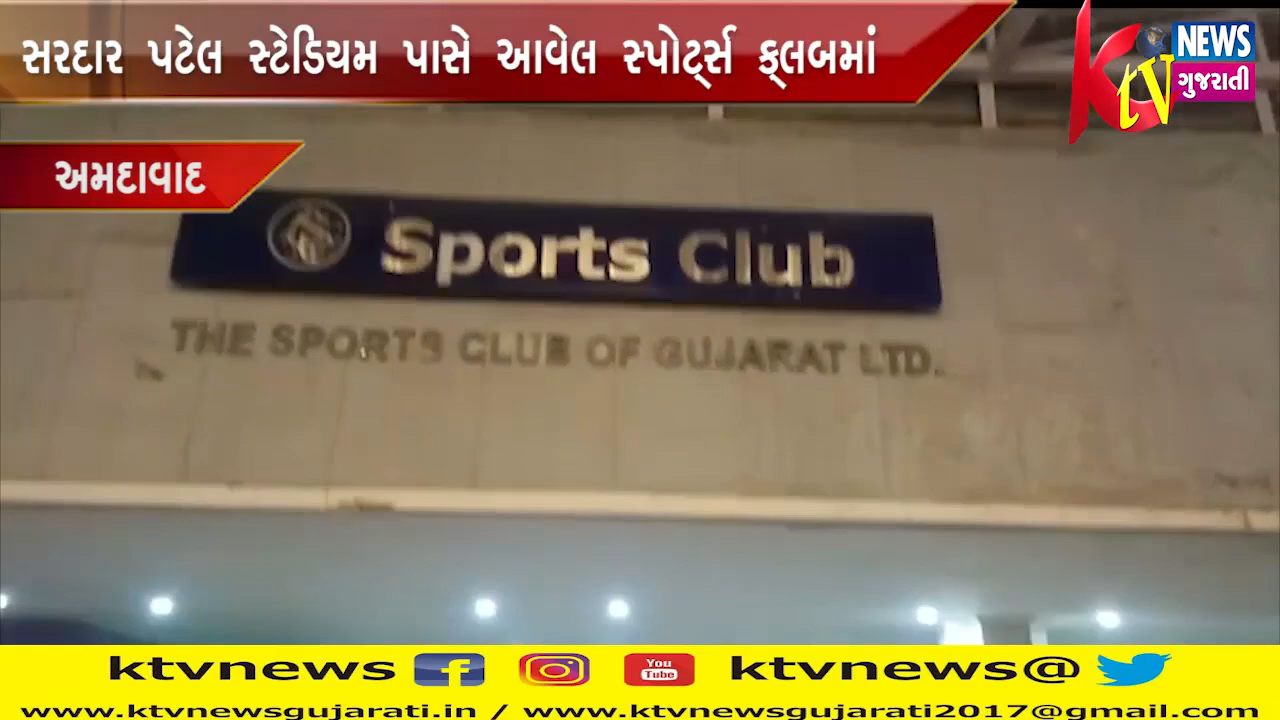 સરદાર પટેલ સ્ટેડિયમ પાસે આવેલ સ્પોર્ટ્સ ક્લબમાં
KTV NEWS
ગુજરાતી
અમદાવાદ
Sports Club
THE SPORTS CLUB OF GUJARAT LTD.
ktvnews You Tube ktvnews@
www.ktvnewsgujarati.in / www.ktvnewsgujarati2017@gmail.com